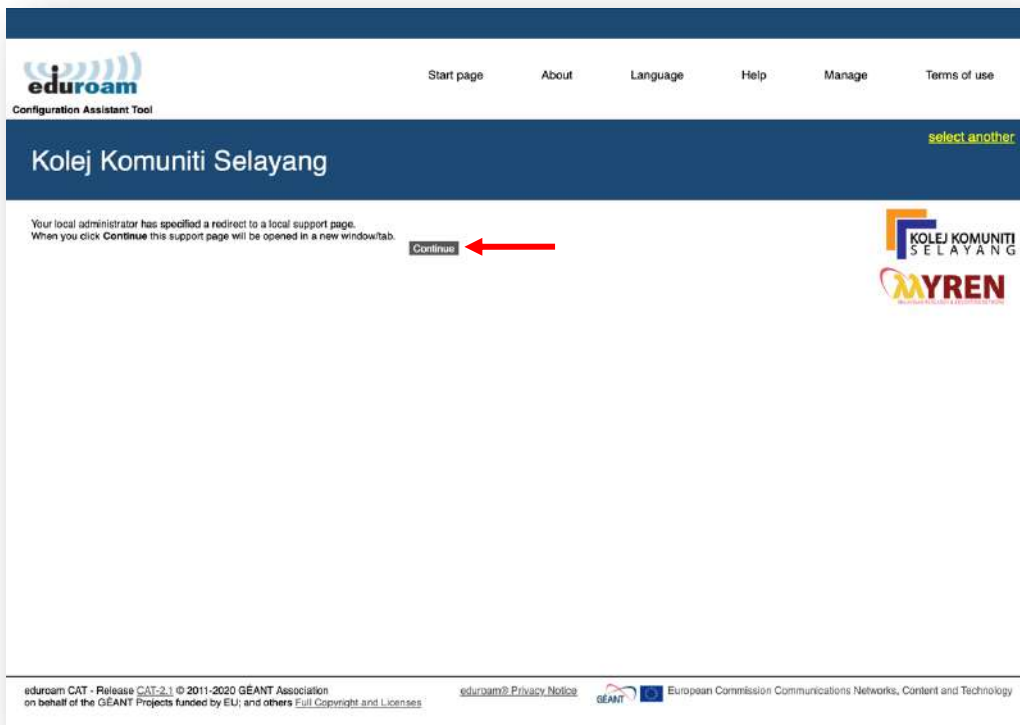 eduroam
Configuration Assistant Tool
Start page About Language Help Manage Terms of use
select another
Kolej Komuniti Selayang
Your local administrator has specified a redirect to a local support page.
When you click Continue this support page will be opened in a new window/tab.
Continue
KOLEJ KOMUNITI
SELAYANG
MYREN
eduroam CAT - Release CAT-2.1 © 2011-2020 GÉANT Association
on behalf of the GÉANT Projects funded by EU; and others Full Copyright and Licenses
eduroam® Privacy Notice
GÉANT
European Commission Communications Networks, Content and Technology